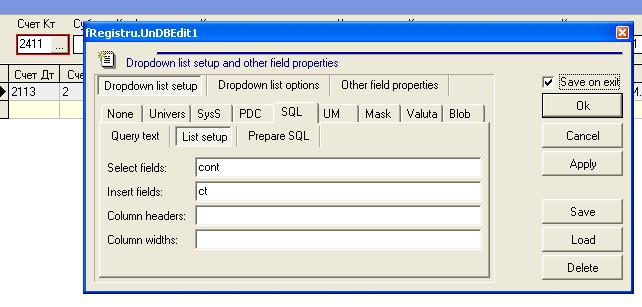 Счет Кт
2411 ...
Счет Дт
2113 2
fRegistru.UnDBEdit1
Dropdown list setup and other field properties
Dropdown list setup Dropdown list options Other field properties
None Univers SysS PDC SQL UM Mask Valuta Blob
Query text List setup Prepare SQL
Select fields: cont
Insert fields: ct
Column headers:
Column widths:
Save on exit
Ok
Cancel
Apply
Save
Load
Delete